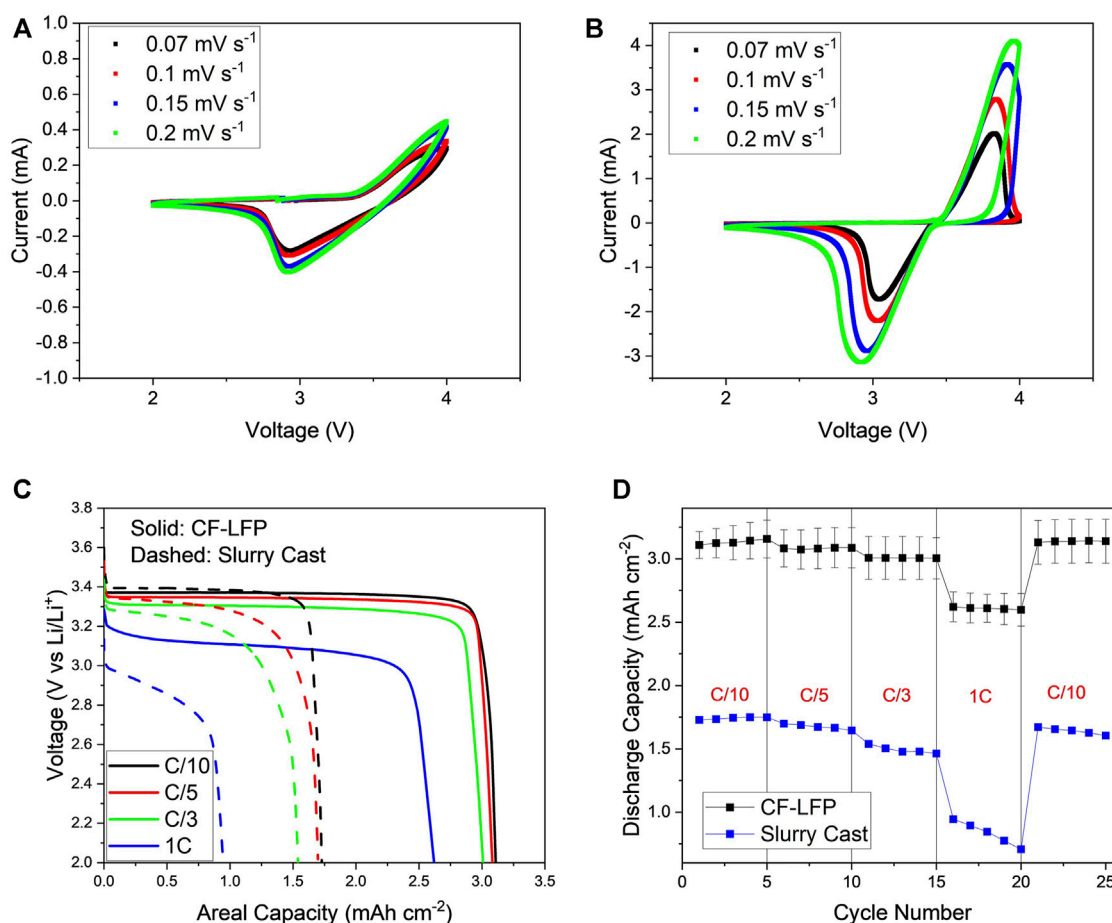 A
0.07 mV s⁻¹
0.1 mV s⁻¹
0.15 mV s⁻¹
0.2 mV s⁻¹
1.0
0.8
0.6
0.4
0.2
0.0
-0.2
-0.4
-0.6
-0.8
-1.0
Current (mA)
2 3 4
Voltage (V)
B
0.07 mV s⁻¹
0.1 mV s⁻¹
0.15 mV s⁻¹
0.2 mV s⁻¹
4
3
2
1
0
-1
-2
-3
Current (mA)
2 3 4
Voltage (V)
C
Solid: CF-LFP
Dashed: Slurry Cast
3.8
3.6
3.4
3.2
3.0
2.8
2.6
2.4
2.2
2.0
Voltage (V vs Li/Li⁺)
C/10
C/5
C/3
1C
0.0 0.5 1.0 1.5 2.0 2.5 3.0 3.5
Areal Capacity (mAh cm⁻²)
D
3.0
2.5
2.0
1.5
1.0
Discharge Capacity (mAh cm⁻²)
C/10 C/5 C/3 1C C/10
CF-LFP
Slurry Cast
0 5 10 15 20 25
Cycle Number